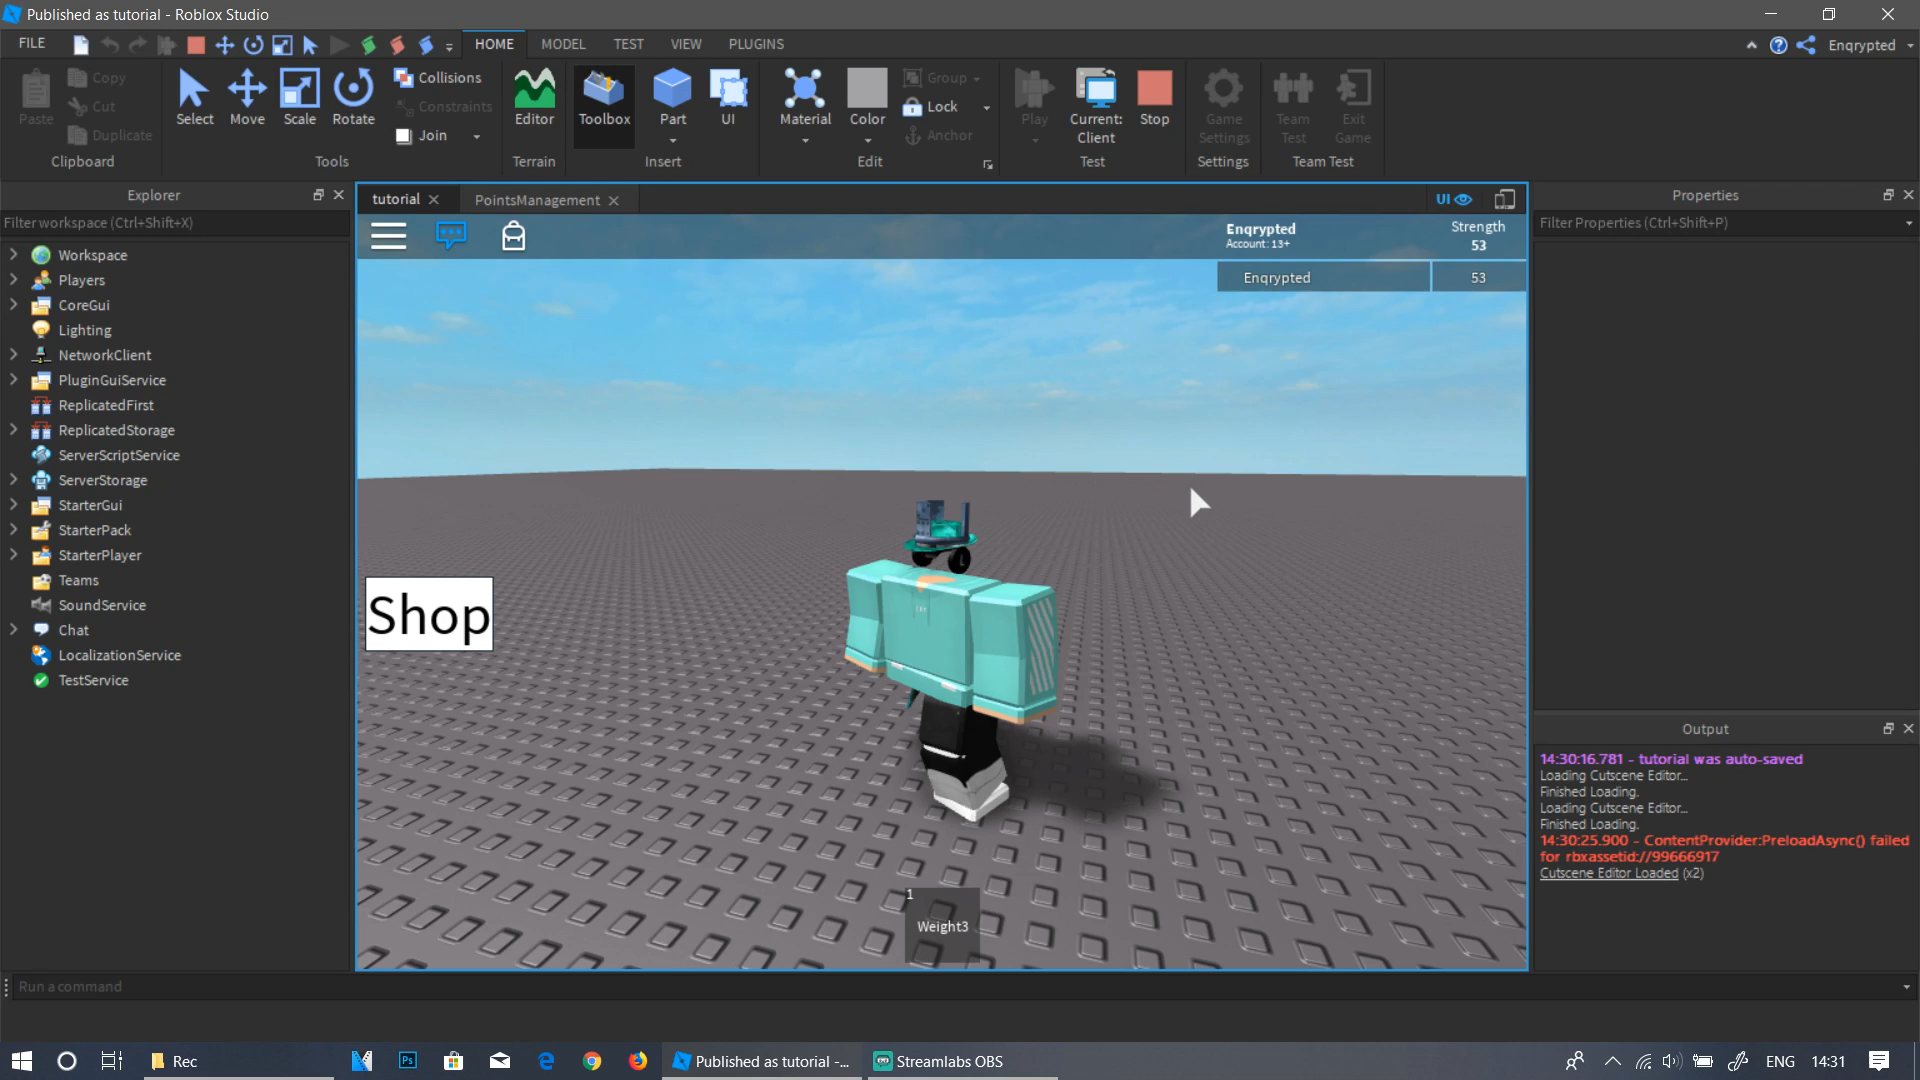 Published as tutorial - Roblox Studio
FILE
HOME
MODEL
TEST
VIEW
PLUGINS
Enqrypted
Paste
Copy
Cut
Duplicate
Clipboard
Select
Move
Scale
Rotate
Collisions
Constraints
Join
Tools
Editor
Terrain
Toolbox
Part
UI
Insert
Material
Color
Group
Lock
Anchor
Edit
Play
Current:
Client
Stop
Test
Game
Settings
Settings
Team
Test
Exit
Game
Team Test
Explorer
Filter workspace (Ctrl+Shift+X)
Workspace
Players
CoreGui
Lighting
NetworkClient
PluginGuiService
ReplicatedFirst
ReplicatedStorage
ServerScriptService
ServerStorage
StarterGui
StarterPack
StarterPlayer
Teams
SoundService
Chat
LocalizationService
TestService
tutorial
PointsManagement
UI
Enqrypted
Account: 13+
Strength
53
Enqrypted
53
Shop
1
Weight3
Properties
Filter Properties (Ctrl+Shift+P)
Output
14:30:16.781 - tutorial was auto-saved
Loading Cutscene Editor...
Finished Loading.
Loading Cutscene Editor...
Finished Loading.
14:30:25.900 - ContentProvider:PreloadAsync() failed
for rbxassetid://99666917
Cutscene Editor Loaded (x2)
Run a command
Rec
Ps
Published as tutorial -...
Streamlabs OBS
ENG
14:31